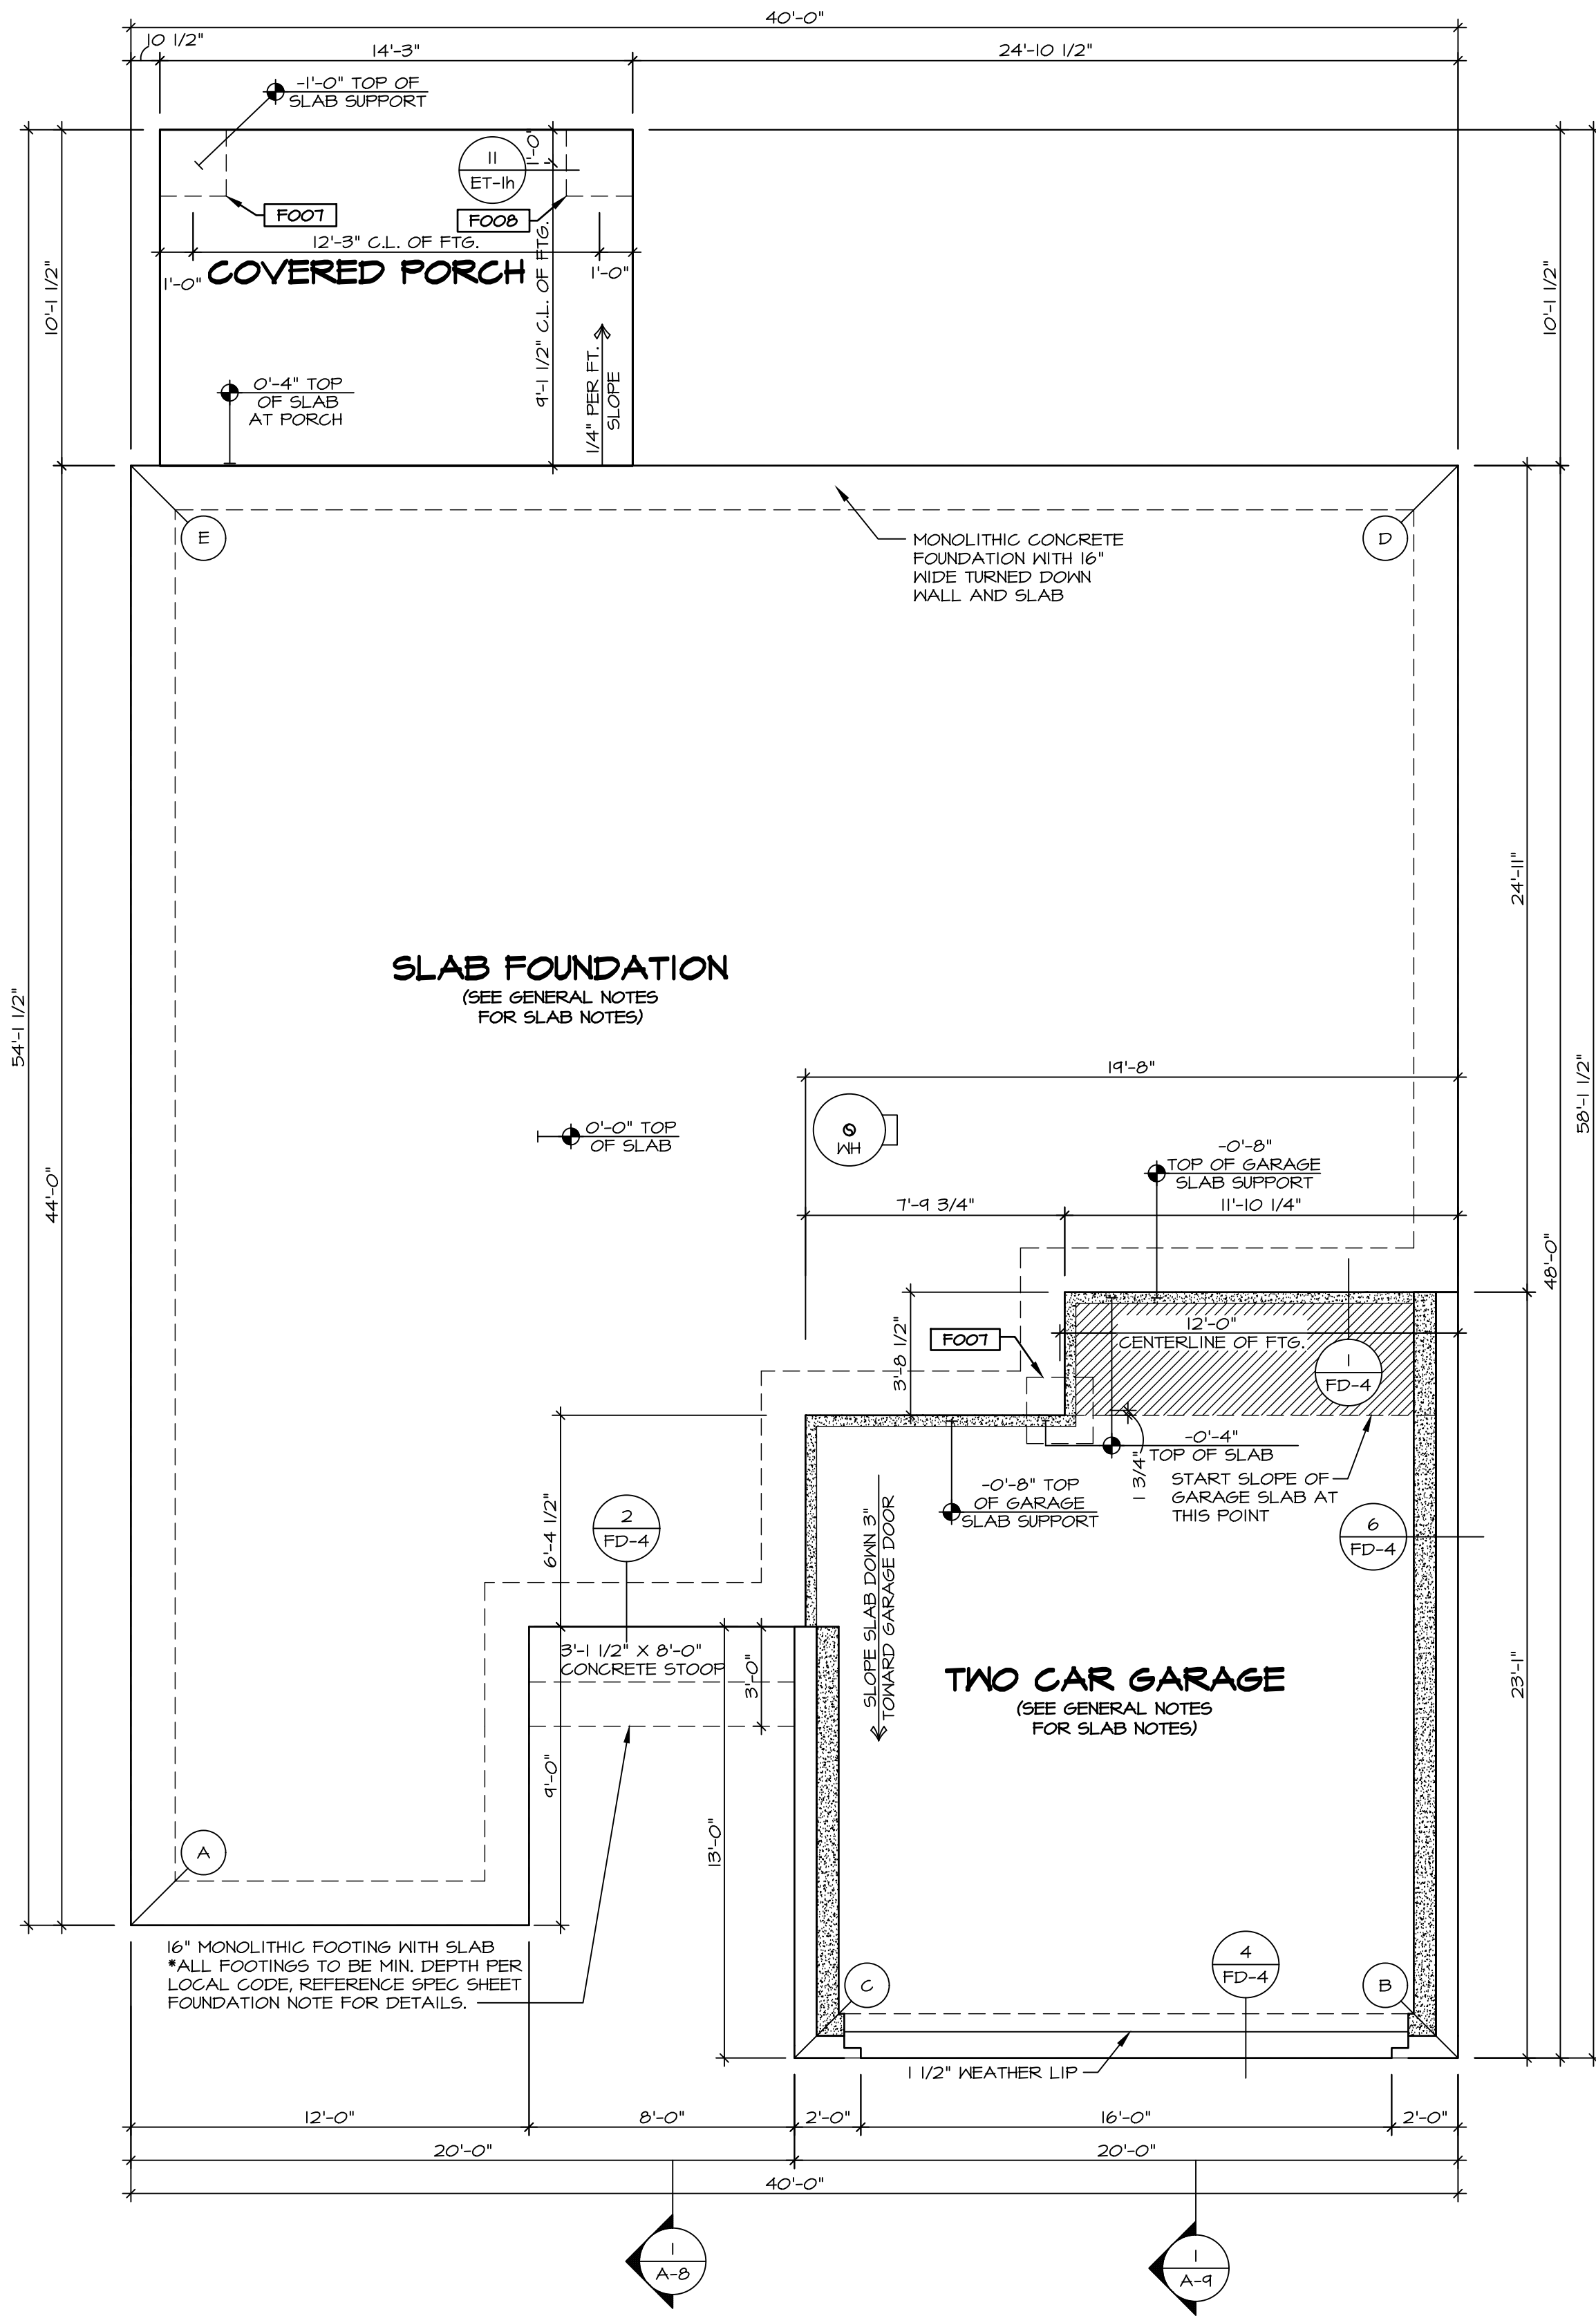 40'-0"
10 1/2"
14'-3"
24'-10 1/2"
-1'-0" TOP OF
SLAB SUPPORT
11
ET-1h
1'-0"
F007
F008
12'-3" C.L. OF FTG.
1'-0"
COVERED PORCH
1'-0"
9'-1 1/2" C.L. OF FTG.
10'-1 1/2"
10'-1 1/2"
0'-4" TOP
OF SLAB
AT PORCH
1/4" PER FT.
SLOPE
E
D
MONOLITHIC CONCRETE
FOUNDATION WITH 16"
WIDE TURNED DOWN
WALL AND SLAB
24'-11"
SLAB FOUNDATION
(SEE GENERAL NOTES
FOR SLAB NOTES)
54'-1 1/2"
58'-1 1/2"
19'-8"
0'-0" TOP
OF SLAB
WH
-0'-8"
TOP OF GARAGE
SLAB SUPPORT
44'-0"
7'-9 3/4"
11'-10 1/4"
48'-0"
3'-8 1/2"
F007
12'-0"
CENTERLINE OF FTG.
1
FD-4
-0'-4"
TOP OF SLAB
1 3/4"
START SLOPE OF
GARAGE SLAB AT
THIS POINT
-0'-8" TOP
OF GARAGE
SLAB SUPPORT
6'-4 1/2"
2
FD-4
6
FD-4
SLOPE SLAB DOWN 3"
TOWARD GARAGE DOOR
3'-1 1/2" X 8'-0"
CONCRETE STOOP
3'-0"
TWO CAR GARAGE
(SEE GENERAL NOTES
FOR SLAB NOTES)
23'-1"
9'-0"
13'-0"
A
16" MONOLITHIC FOOTING WITH SLAB
*ALL FOOTINGS TO BE MIN. DEPTH PER
LOCAL CODE, REFERENCE SPEC SHEET
FOUNDATION NOTE FOR DETAILS.
4
FD-4
C
B
1 1/2" WEATHER LIP
12'-0"
8'-0"
2'-0"
16'-0"
2'-0"
20'-0"
20'-0"
40'-0"
1
A-8
1
A-9